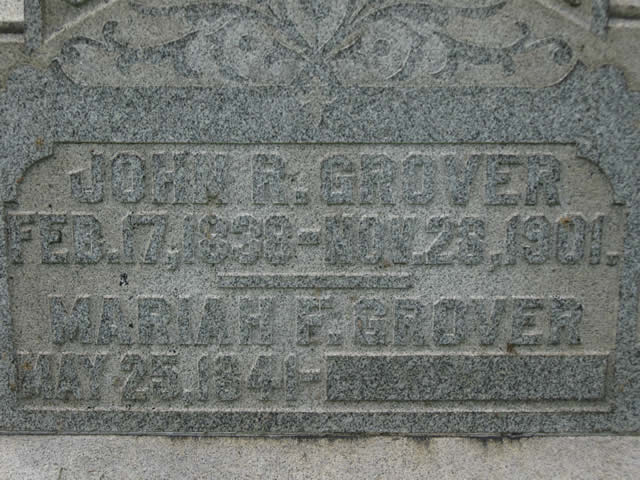 JOHN R. GROVER
FEB. 17, 1838 - NOV. 28, 1901.
MARIAH F. GROVER
MAY 25, 1841 -